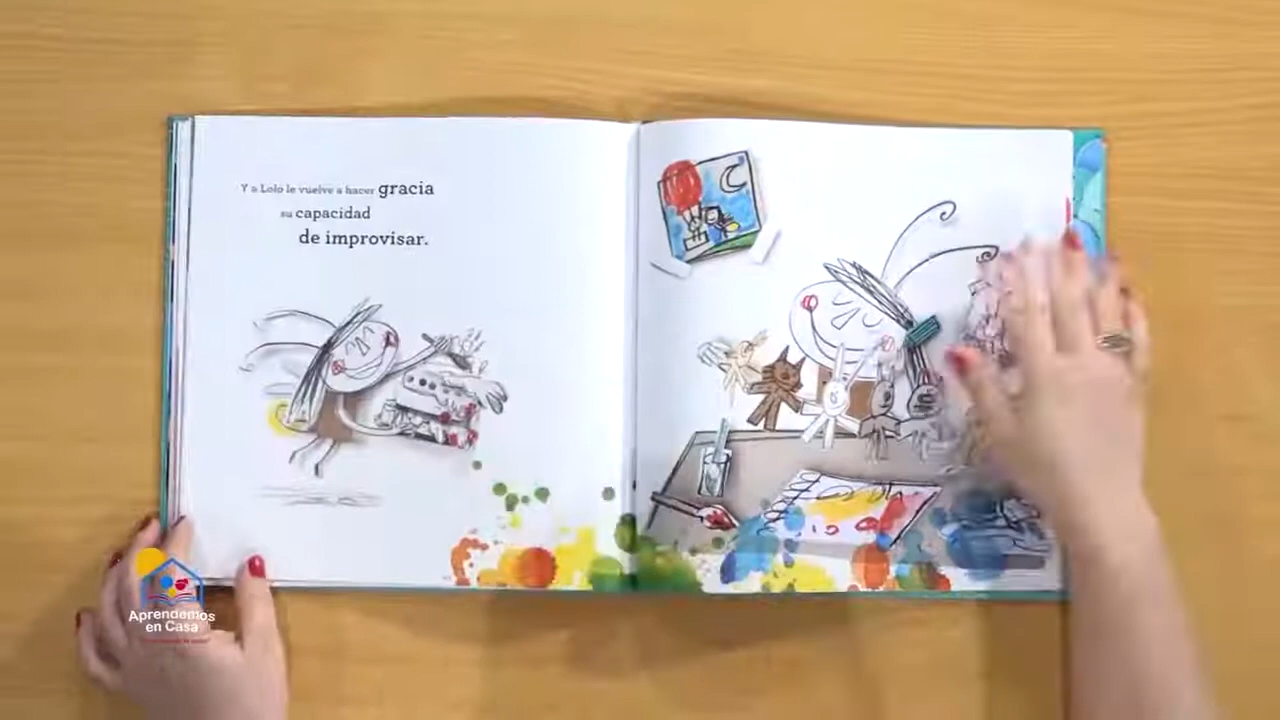 Y a Lolo le vuelve a hacer gracia
su capacidad
de improvisar.
Aprendemos
en Casa